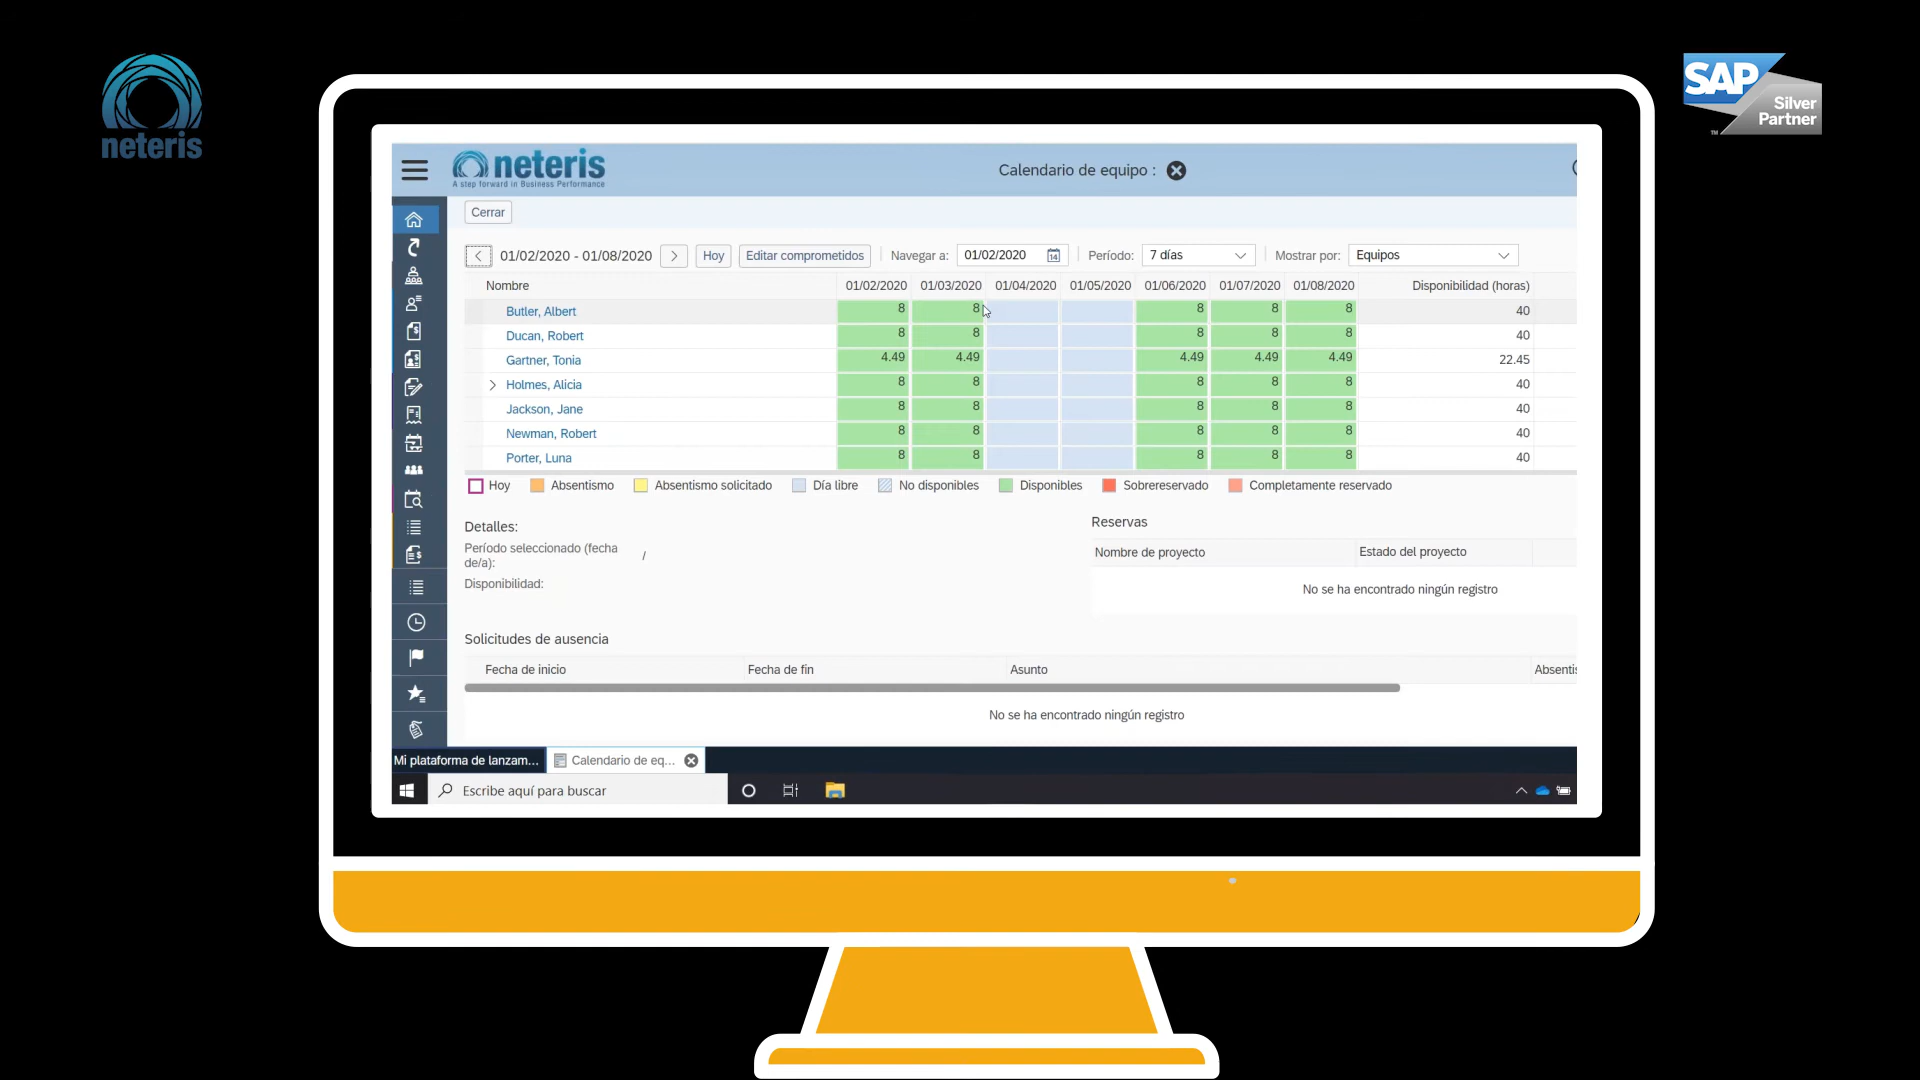 neteris
SAP
Silver
Partner
TM
neteris
A step forward in Business Performance
Calendario de equipo :
Cerrar
01/02/2020 - 01/08/2020 Hoy Editar comprometidos Navegar a: 01/02/2020 14 Período: 7 días Mostrar por: Equipos
Nombre 01/02/2020 01/03/2020 01/04/2020 01/05/2020 01/06/2020 01/07/2020 01/08/2020 Disponibilidad (horas)
Butler, Albert 8 8 8 8 8 40
Ducan, Robert 8 8 8 8 8 40
Gartner, Tonia 4.49 4.49 4.49 4.49 4.49 22.45
Holmes, Alicia 8 8 8 8 8 40
Jackson, Jane 8 8 8 8 8 40
Newman, Robert 8 8 8 8 8 40
Porter, Luna 8 8 8 8 8 40
Hoy Absentismo Absentismo solicitado Día libre No disponibles Disponibles Sobrereservado Completamente reservado
Detalles:
Período seleccionado (fecha
de/a): /
Disponibilidad:
Reservas
Nombre de proyecto Estado del proyecto
No se ha encontrado ningún registro
Solicitudes de ausencia
Fecha de inicio Fecha de fin Asunto Absentis
No se ha encontrado ningún registro
Mi plataforma de lanzam... Calendario de eq...
Escribe aquí para buscar